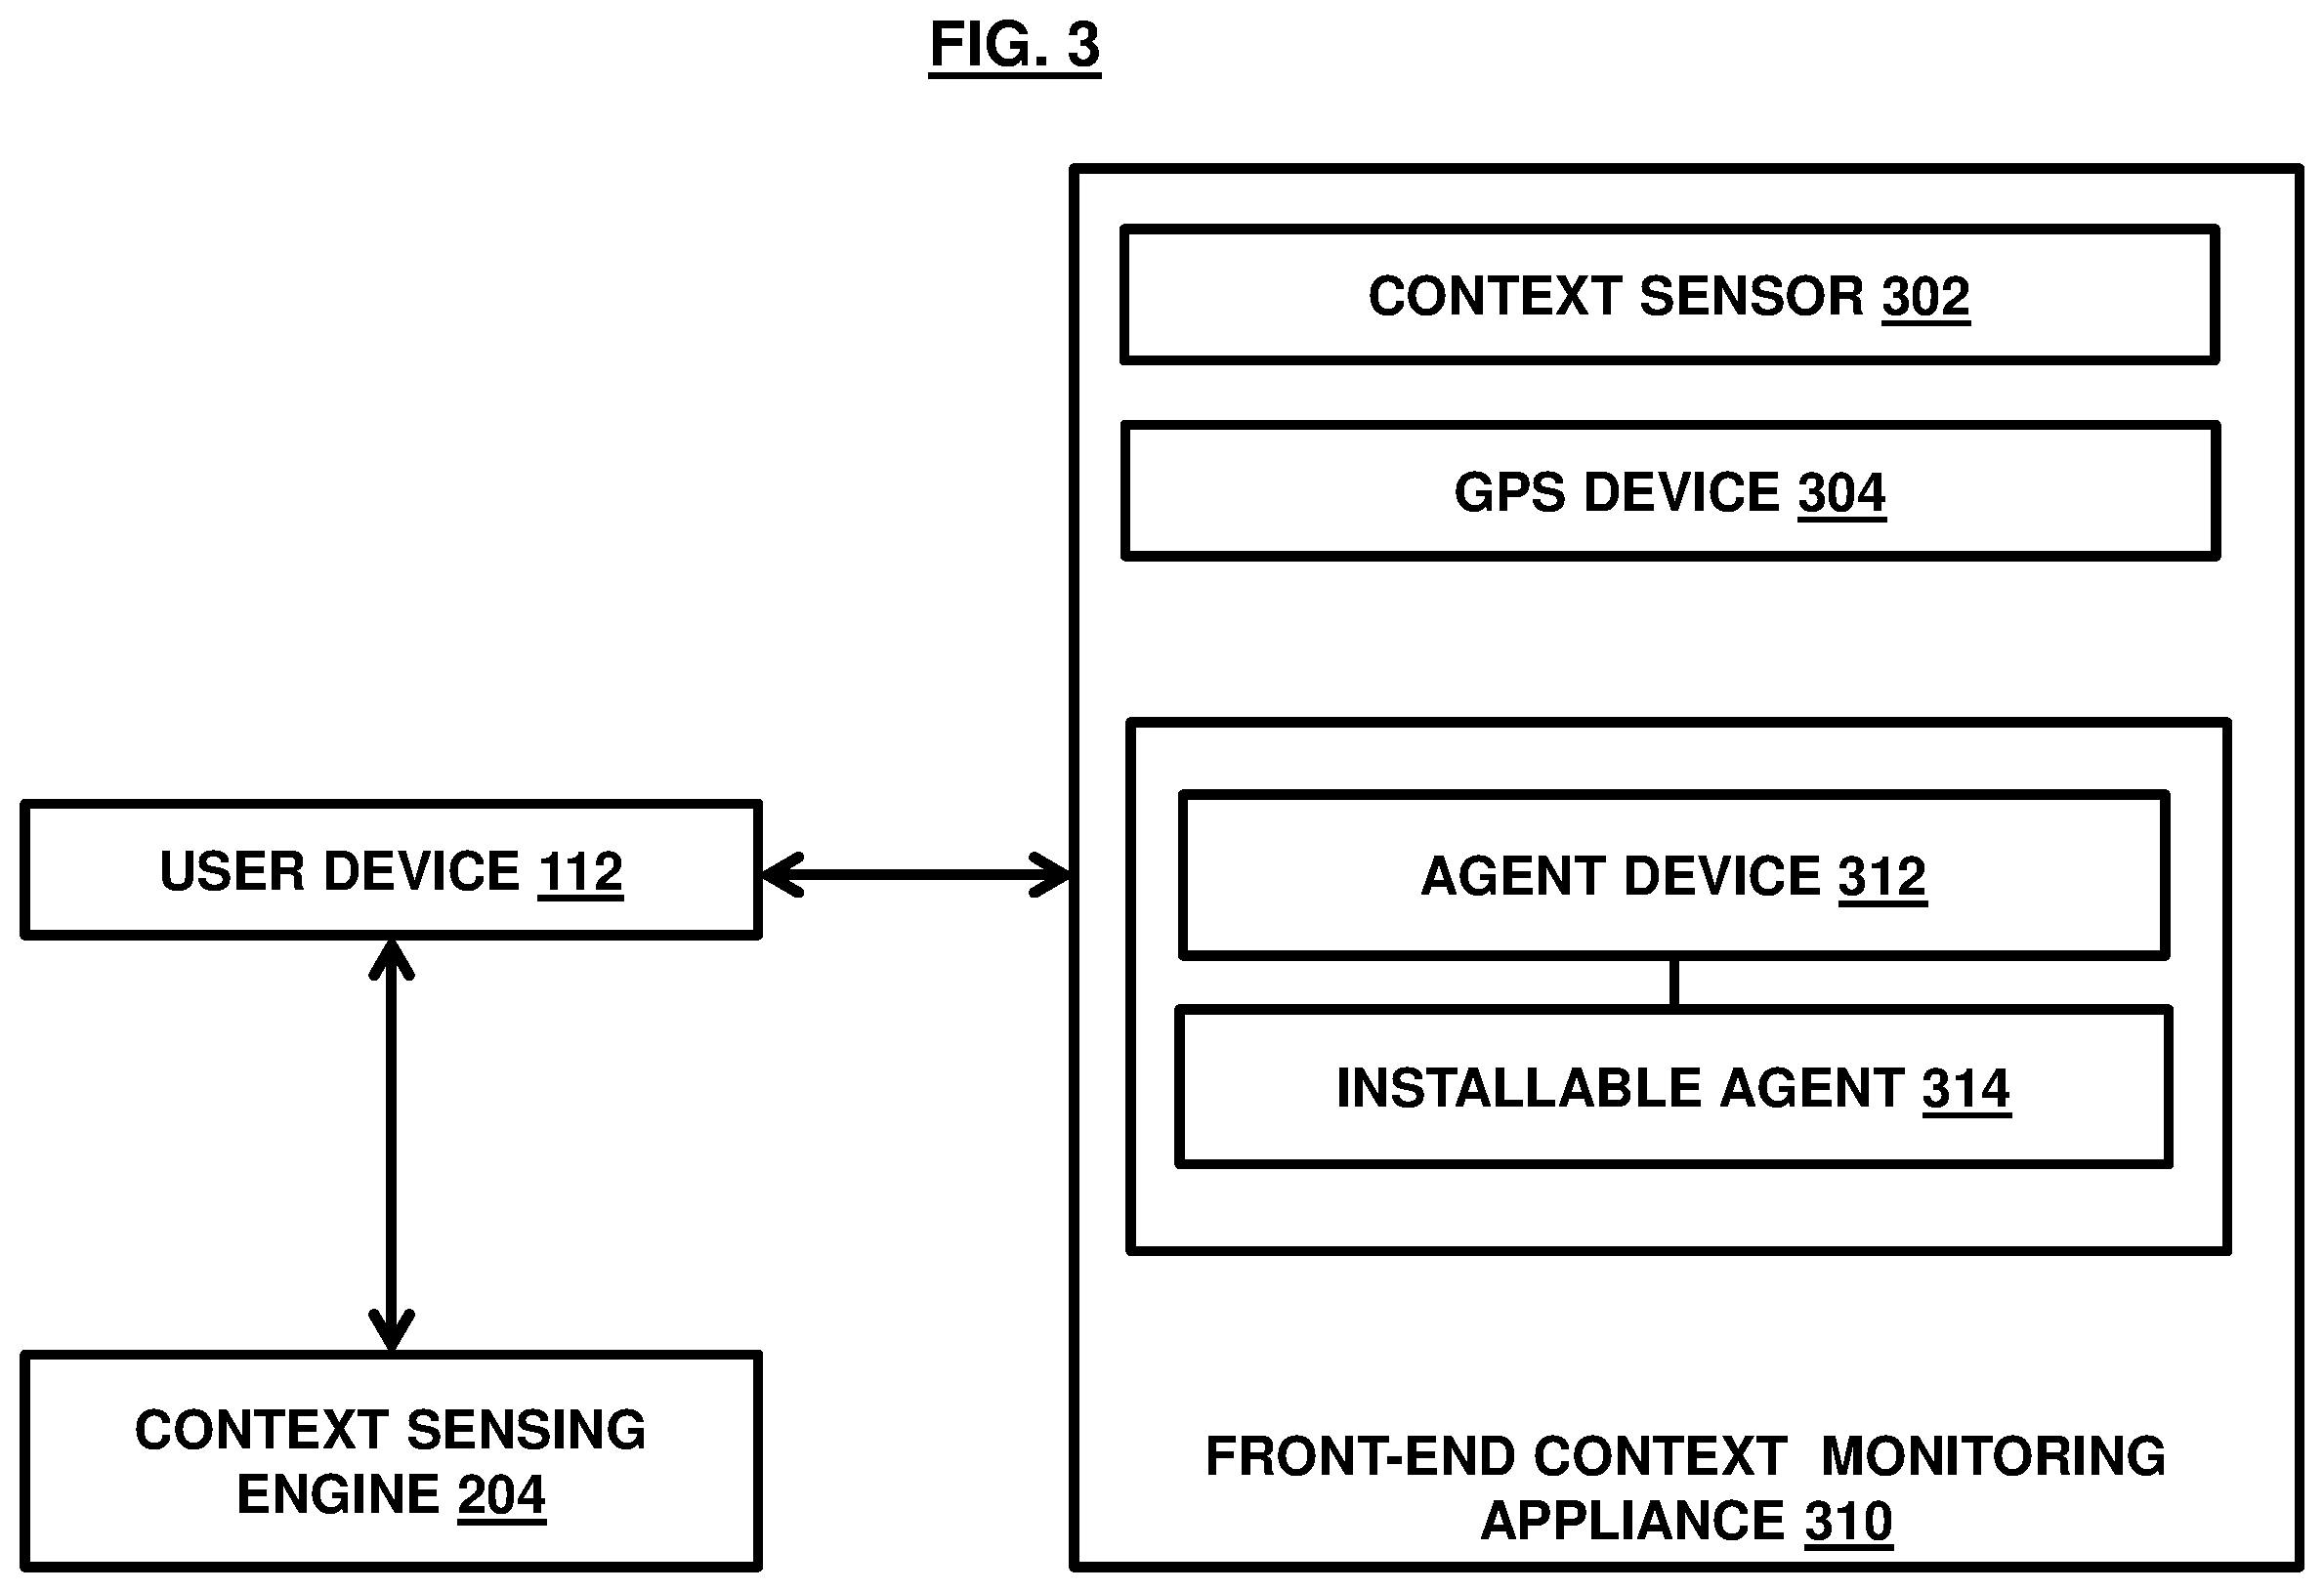 FIG. 3
CONTEXT SENSOR 302
GPS DEVICE 304
USER DEVICE 112
AGENT DEVICE 312
INSTALLABLE AGENT 314
CONTEXT SENSING
ENGINE 204
FRONT-END CONTEXT MONITORING
APPLIANCE 310